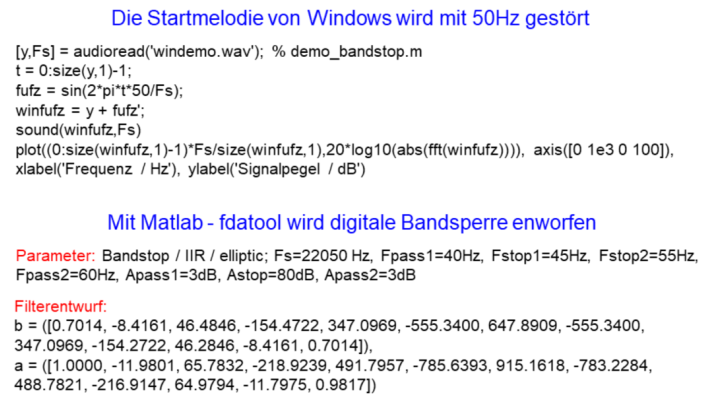 Die Startmelodie von Windows wird mit 50Hz gestört
[y,Fs] = audioread('windemo.wav');  % demo_bandstop.m
t = 0:size(y,1)-1;
fufz = sin(2*pi*t*50/Fs);
winfufz = y + fufz';
sound(winfufz,Fs)
plot((0:size(winfufz,1)-1)*Fs/size(winfufz,1),20*log10(abs(fft(winfufz)))),  axis([0 1e3 0 100]),
xlabel('Frequenz  / Hz'), ylabel('Signalpegel  / dB')
Mit Matlab - fdatool wird digitale Bandsperre enworfen
Parameter: Bandstop / IIR / elliptic; Fs=22050 Hz, Fpass1=40Hz, Fstop1=45Hz, Fstop2=55Hz,
Fpass2=60Hz, Apass1=3dB, Astop=80dB, Apass2=3dB
Filterentwurf:
b = ([0.7014, -8.4161, 46.4846, -154.4722, 347.0969, -555.3400, 647.8909, -555.3400,
347.0969, -154.2722, 46.2846, -8.4161, 0.7014]),
a = ([1.0000, -11.9801, 65.7832, -218.9239, 491.7957, -785.6393, 915.1618, -783.2284,
488.7821, -216.9147, 64.9794, -11.7975, 0.9817])